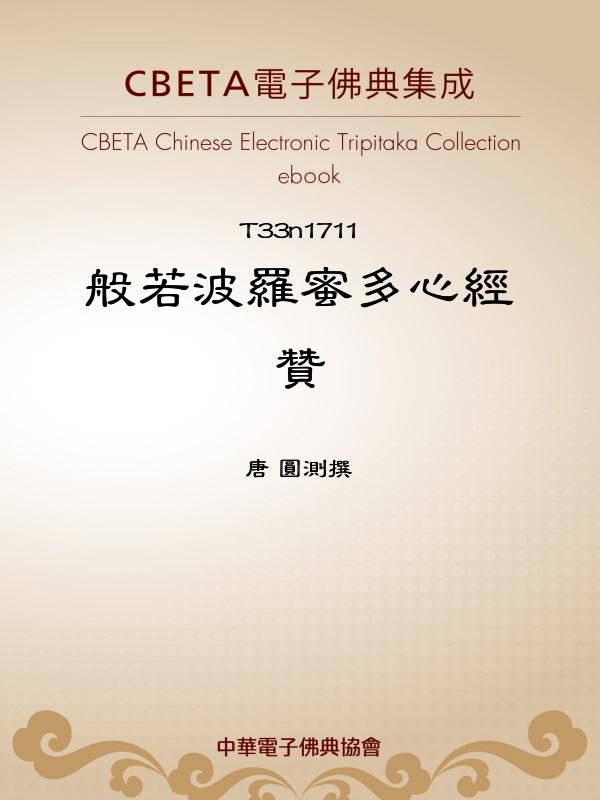 CBETA電子佛典集成
CBETA Chinese Electronic Tripitaka Collection
ebook
T33n1711
般若波羅蜜多心經
贊
唐 圓測撰
中華電子佛典協會